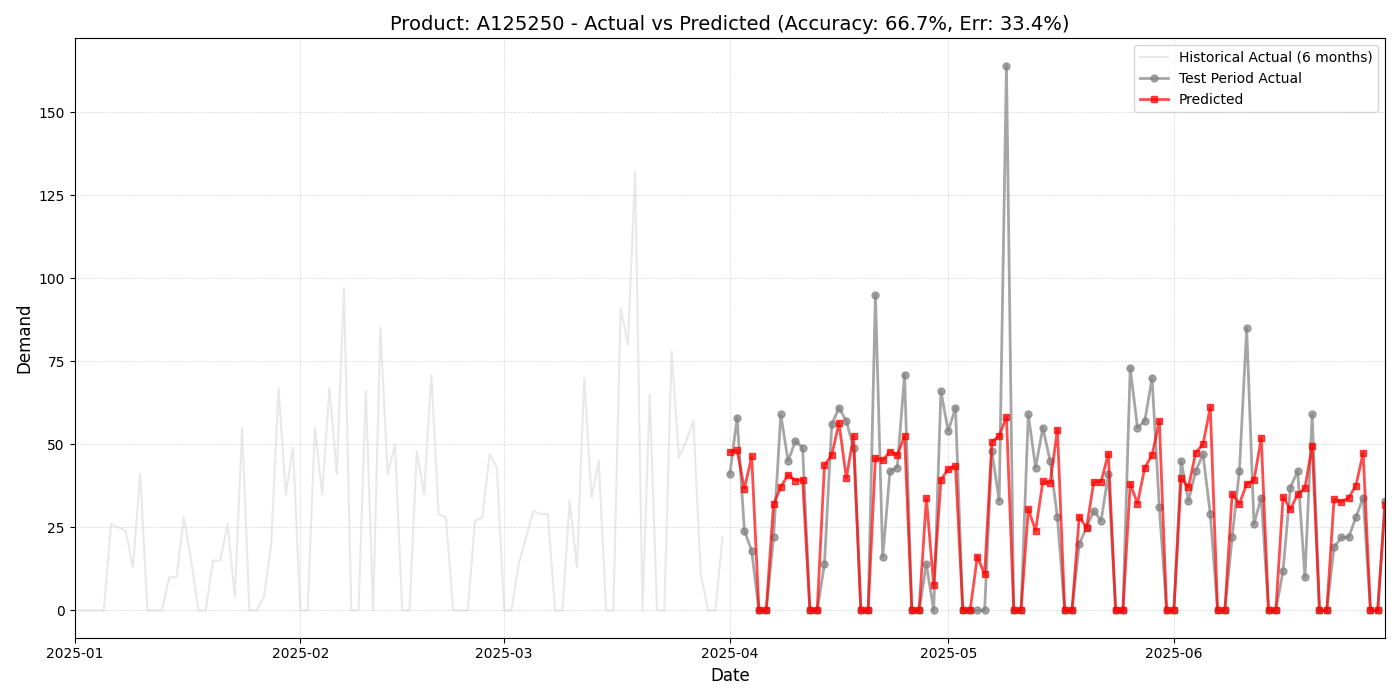 Product: A125250 - Actual vs Predicted (Accuracy: 66.7%, Err: 33.4%)
Historical Actual (6 months)
Test Period Actual
Predicted
Demand
150
125
100
75
50
25
0
2025-01
2025-02
2025-03
2025-04
2025-05
2025-06
Date